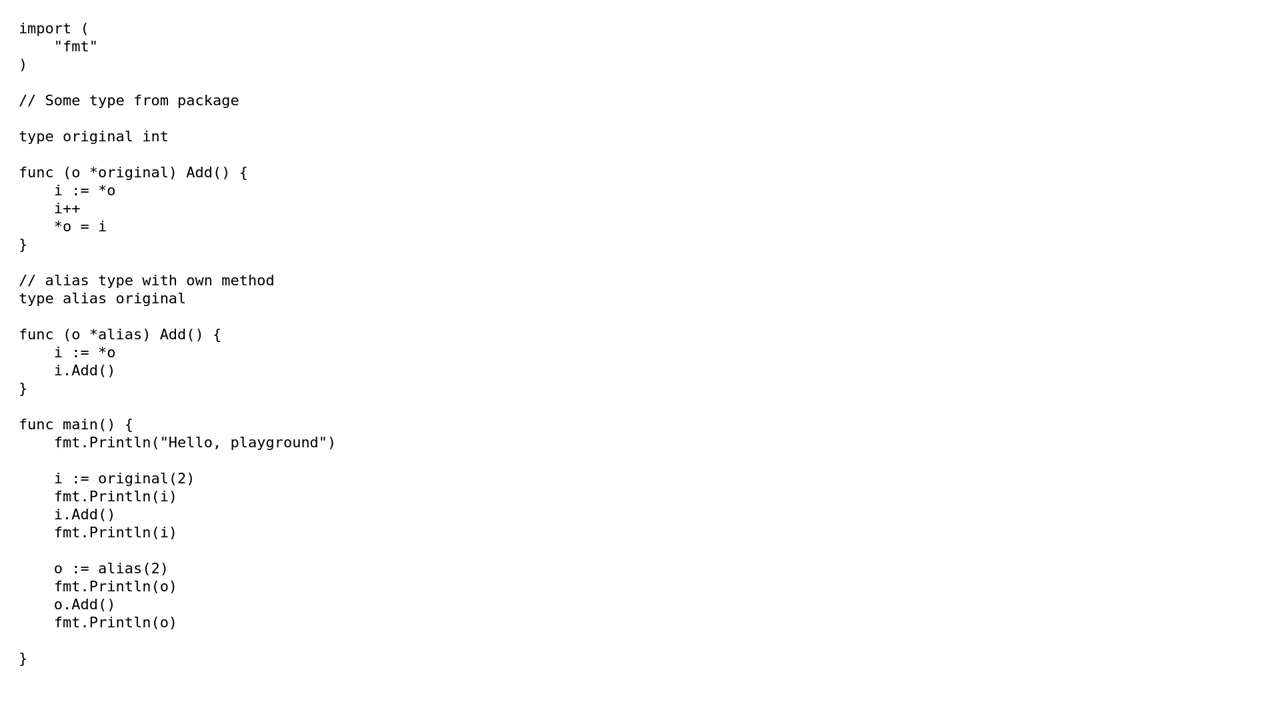 import (
    "fmt"
)

// Some type from package

type original int

func (o *original) Add() {
    i := *o
    i++
    *o = i
}

// alias type with own method
type alias original

func (o *alias) Add() {
    i := *o
    i.Add()
}

func main() {
    fmt.Println("Hello, playground")

    i := original(2)
    fmt.Println(i)
    i.Add()
    fmt.Println(i)

    o := alias(2)
    fmt.Println(o)
    o.Add()
    fmt.Println(o)

}